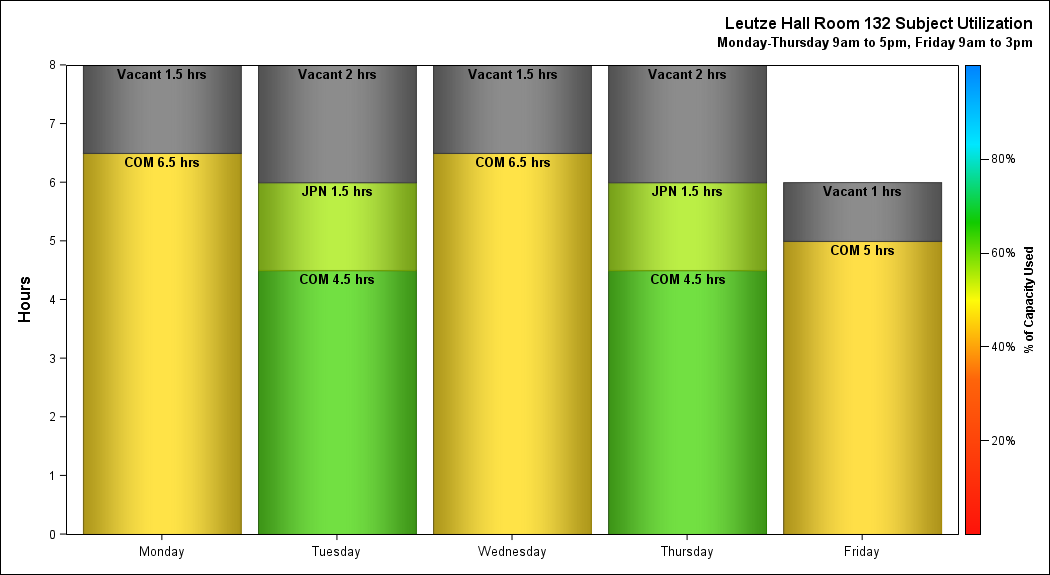 Leutze Hall Room 132 Subject Utilization
Monday-Thursday 9am to 5pm, Friday 9am to 3pm
8
7
6
5
4
3
2
1
0
Hours
Vacant 1.5 hrs
COM 6.5 hrs
Vacant 2 hrs
JPN 1.5 hrs
COM 4.5 hrs
Vacant 1.5 hrs
COM 6.5 hrs
Vacant 2 hrs
JPN 1.5 hrs
COM 4.5 hrs
Vacant 1 hrs
COM 5 hrs
Monday
Tuesday
Wednesday
Thursday
Friday
80%
60%
40%
20%
% of Capacity Used